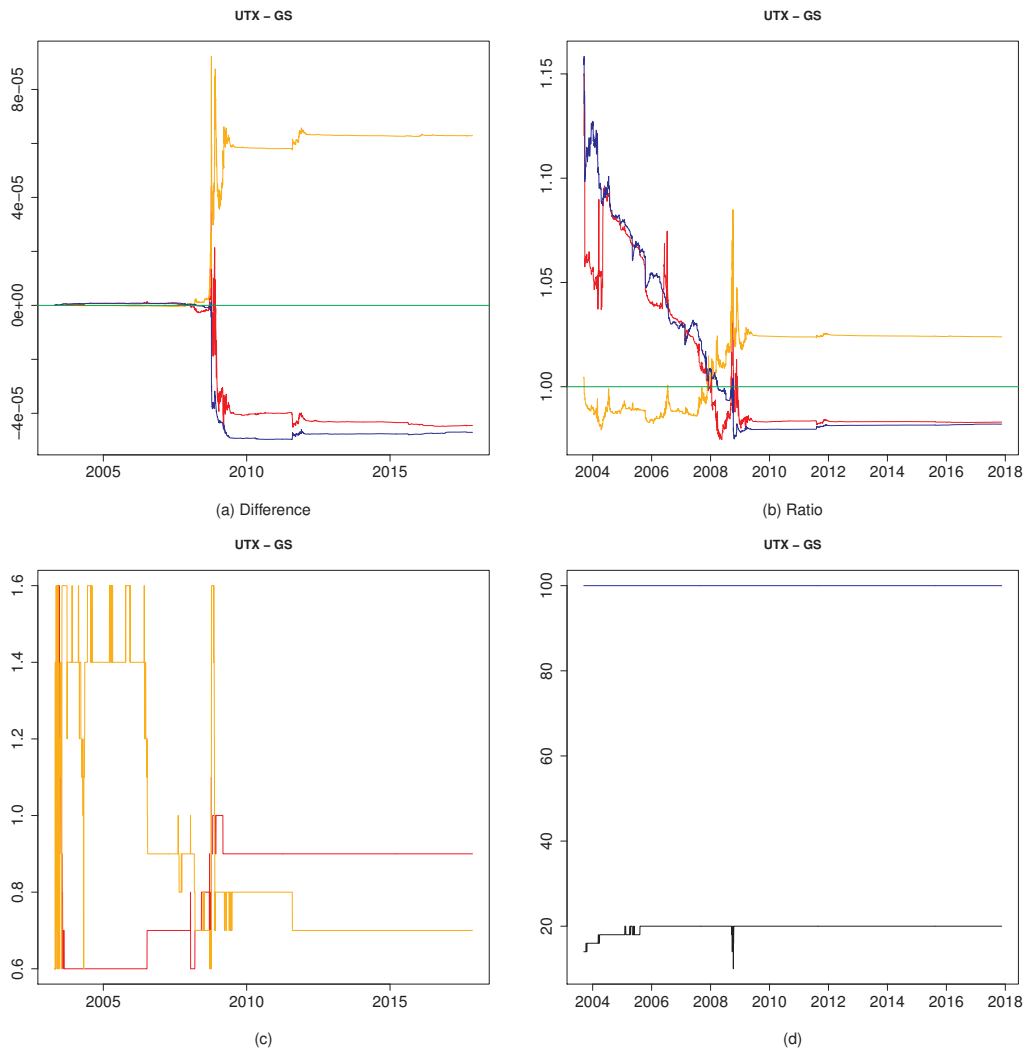 UTX − GS
8e−05
4e−05
0e+00
−4e−05
2005 2010 2015
(a) Difference
UTX − GS
1.15
1.10
1.05
1.00
2004 2006 2008 2010 2012 2014 2016 2018
(b) Ratio
UTX − GS
1.6
1.4
1.2
1.0
0.8
0.6
2005 2010 2015
(c)
UTX − GS
100
80
60
40
20
2004 2006 2008 2010 2012 2014 2016 2018
(d)